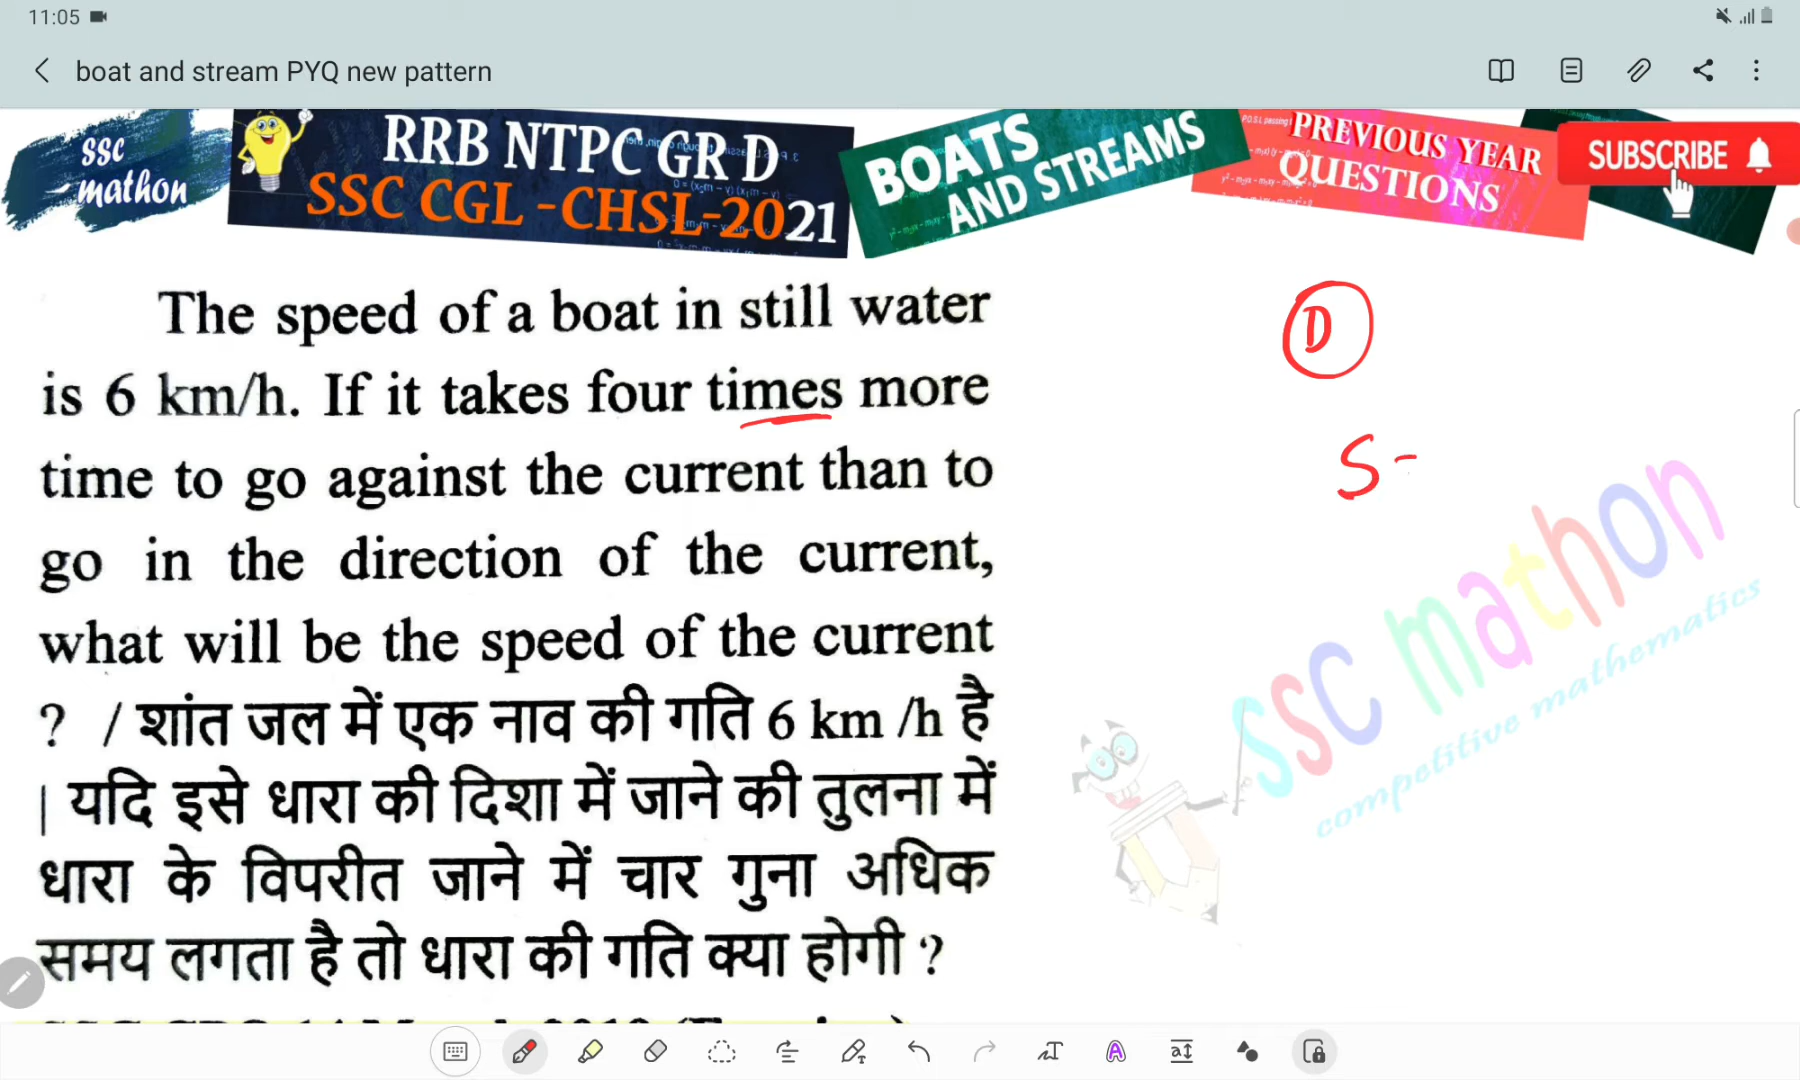 11:05
boat and stream PYQ new pattern
SSC mathon
RRB NTPC GR D
SSC CGL -CHSL-2021
BOATS AND STREAMS
PREVIOUS YEAR QUESTIONS
SUBSCRIBE
The speed of a boat in still water
is 6 km/h. If it takes four times more
time to go against the current than to
go in the direction of the current,
what will be the speed of the current
? / शांत जल में एक नाव की गति 6 km /h है
| यदि इसे धारा की दिशा में जाने की तुलना में
धारा के विपरीत जाने में चार गुना अधिक
समय लगता है तो धारा की गति क्या होगी ?
D
S -
SSC mathon
competitive mathematics